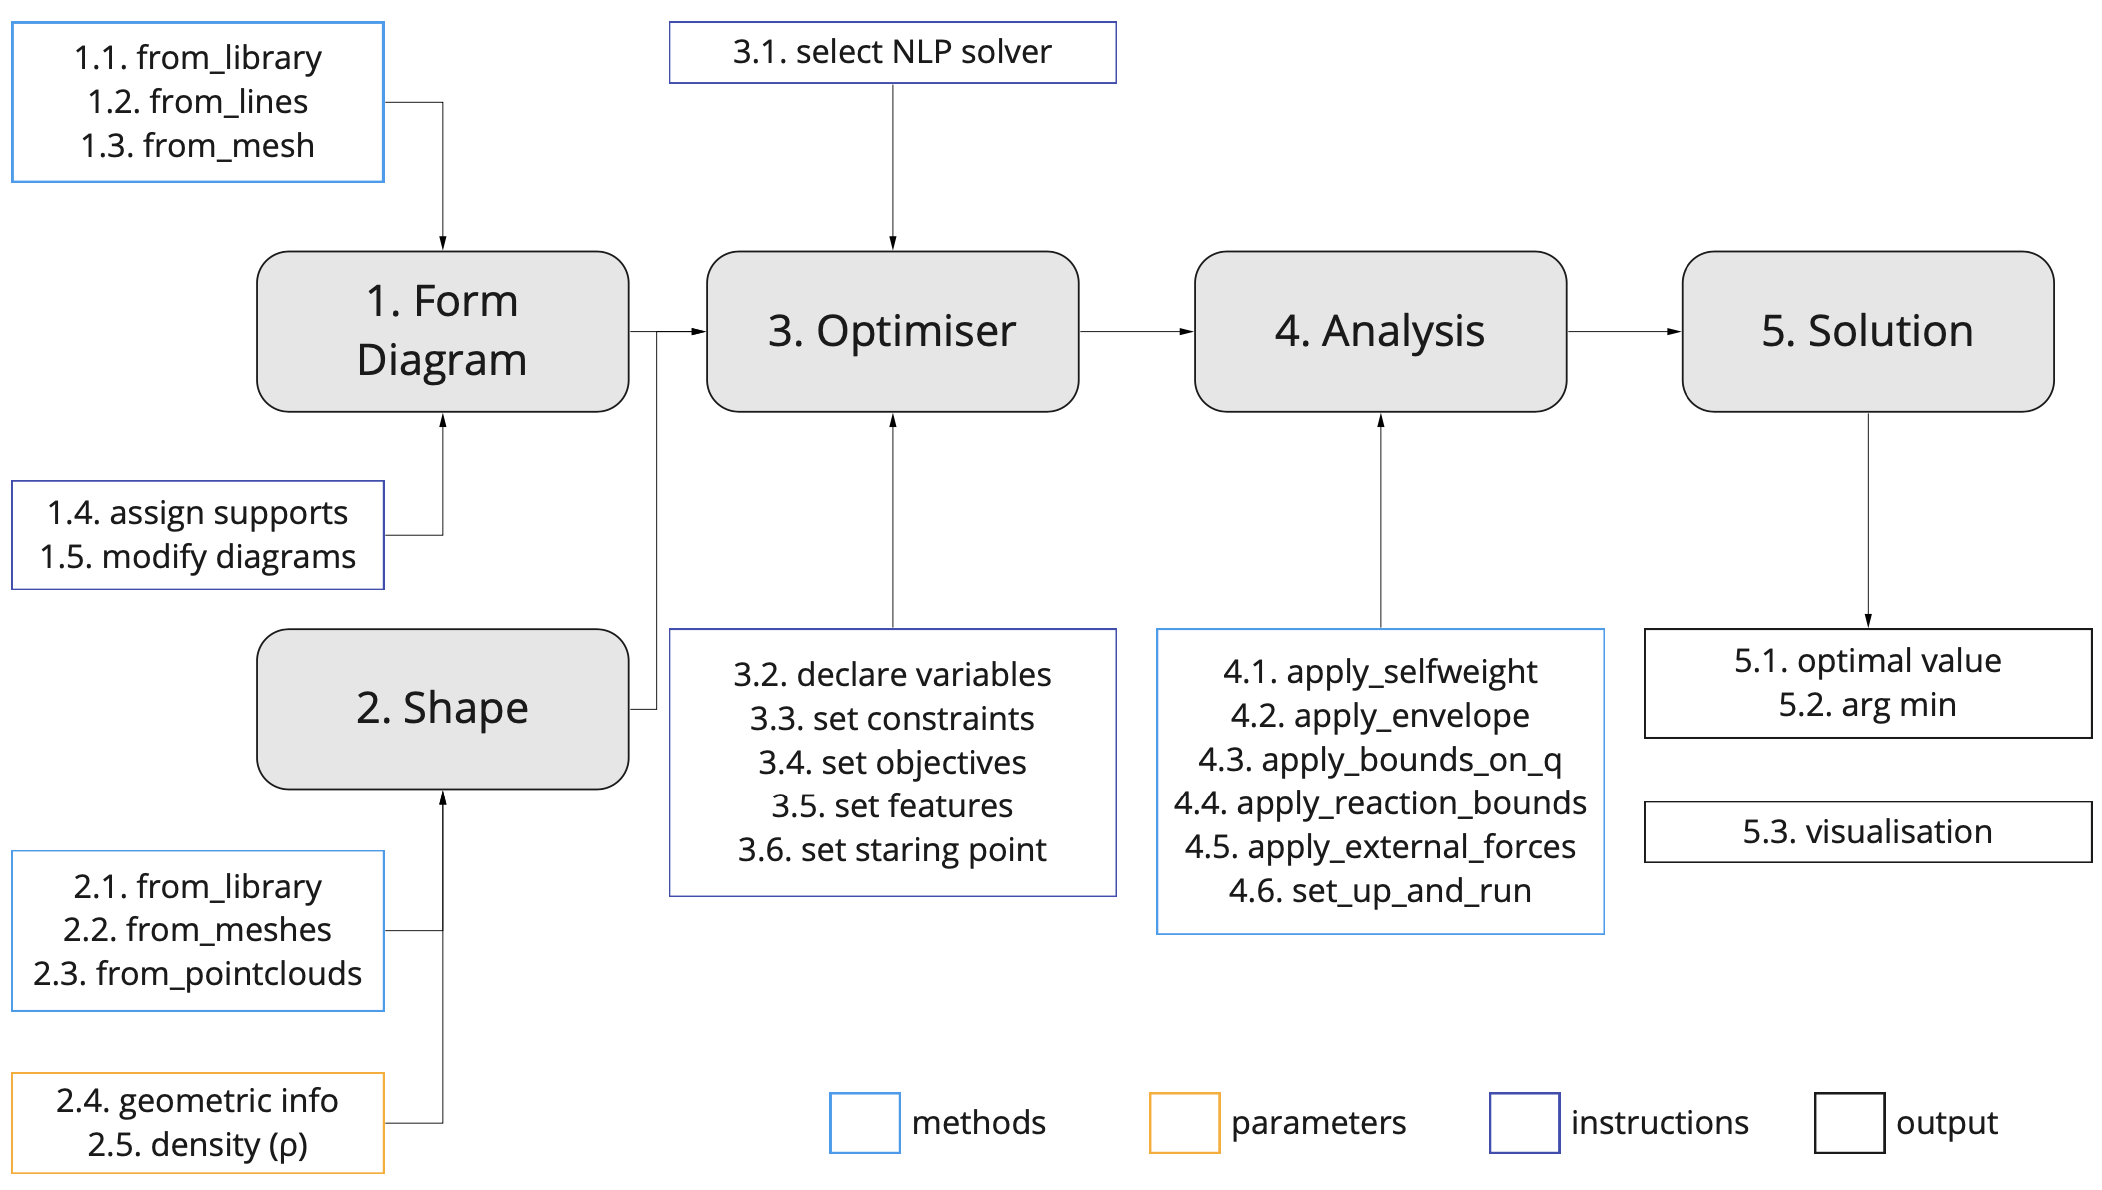 1.1. from_library
1.2. from_lines
1.3. from_mesh
3.1. select NLP solver
1. Form
Diagram
3. Optimiser
4. Analysis
5. Solution
1.4. assign supports
1.5. modify diagrams
2. Shape
3.2. declare variables
3.3. set constraints
3.4. set objectives
3.5. set features
3.6. set staring point
4.1. apply_selfweight
4.2. apply_envelope
4.3. apply_bounds_on_q
4.4. apply_reaction_bounds
4.5. apply_external_forces
4.6. set_up_and_run
5.1. optimal value
5.2. arg min
5.3. visualisation
2.1. from_library
2.2. from_meshes
2.3. from_pointclouds
2.4. geometric info
2.5. density (ρ)
methods
parameters
instructions
output